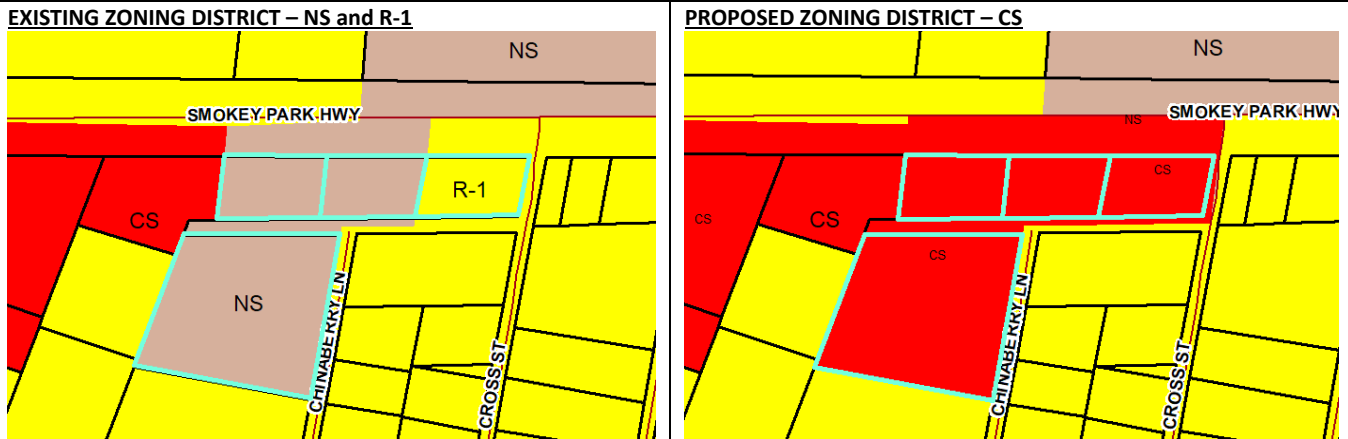 EXISTING ZONING DISTRICT – NS and R-1
NS
SMOKEY PARK HWY
R-1
CS
NS
CHINABERRY LN
CROSS ST
PROPOSED ZONING DISTRICT – CS
NS
SMOKEY PARK HWY
NS
CS
CS
CS
CS
CHINABERRY LN
CROSS ST